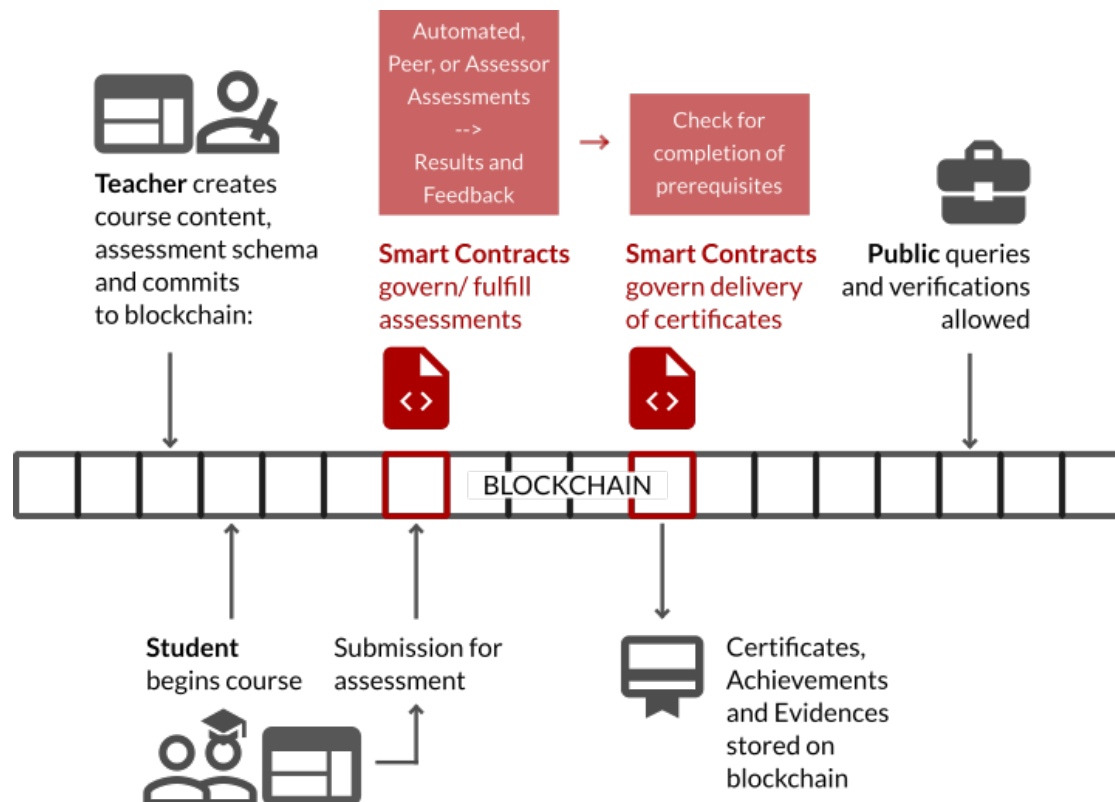 Automated,
Peer, or Assessor
Assessments
-->
Results and
Feedback
Check for
completion of
prerequisites
Teacher creates
course content,
assessment schema
and commits
to blockchain:
Smart Contracts
govern/ fulfill
assessments
Smart Contracts
govern delivery
of certificates
Public queries
and verifications
allowed
< >
< >
BLOCKCHAIN
Student
begins course
Submission for
assessment
Certificates,
Achievements
and Evidences
stored on
blockchain